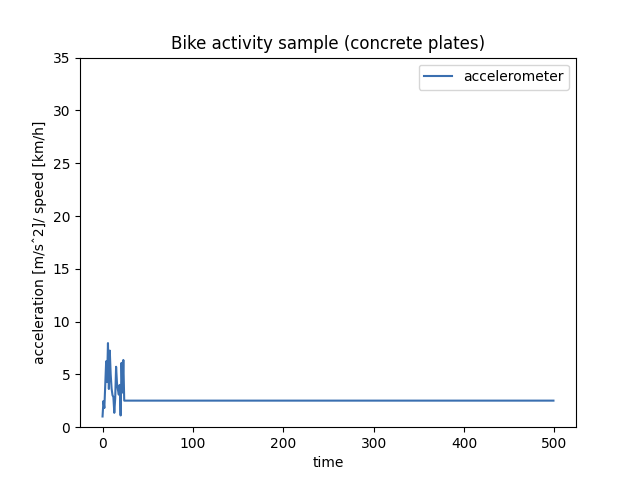 Bike activity sample (concrete plates)
accelerometer
acceleration [m/s^2]/ speed [km/h]
35
30
25
20
15
10
5
0
0 100 200 300 400 500
time